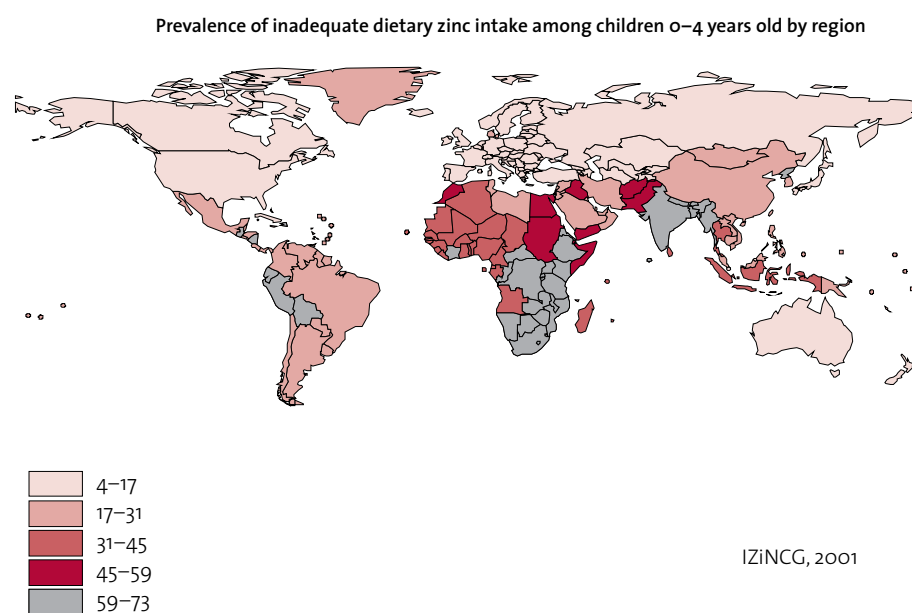 Prevalence of inadequate dietary zinc intake among children 0–4 years old by region
4–17
17–31
31–45
45–59
59–73
IZiNCG, 2001